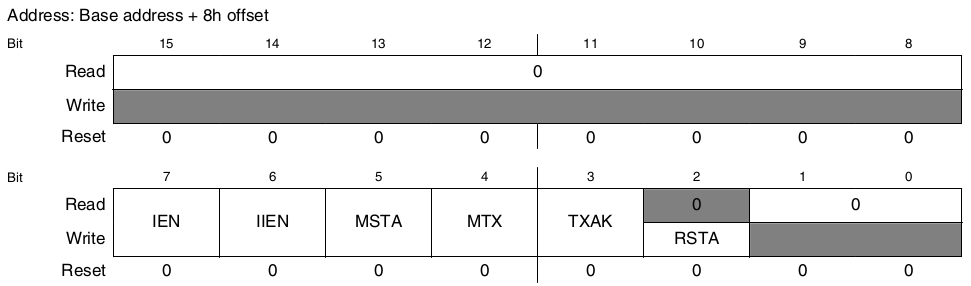 Address: Base address + 8h offset
Bit 15 14 13 12 11 10 9 8
Read 0
Write
Reset 0 0 0 0 0 0 0 0
Bit 7 6 5 4 3 2 1 0
Read IEN IIEN MSTA MTX TXAK 0 0
Write RSTA
Reset 0 0 0 0 0 0 0 0